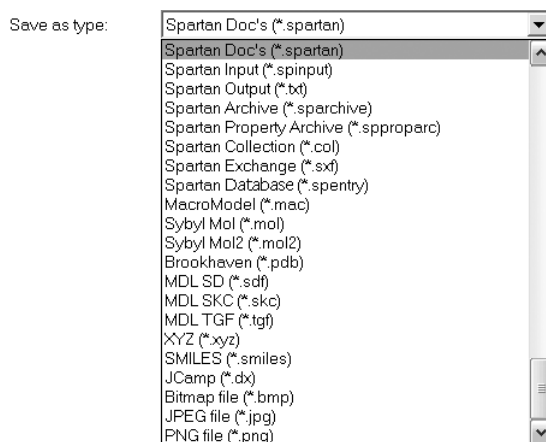 Save as type: Spartan Doc's (*.spartan)
Spartan Doc's (*.spartan)
Spartan Input (*.spinput)
Spartan Output (*.txt)
Spartan Archive (*.sparchive)
Spartan Property Archive (*.spproparc)
Spartan Collection (*.col)
Spartan Exchange (*.sxf)
Spartan Database (*.spentry)
MacroModel (*.mac)
Sybyl Mol (*.mol)
Sybyl Mol2 (*.mol2)
Brookhaven (*.pdb)
MDL SD (*.sdf)
MDL SKC (*.skc)
MDL TGF (*.tgf)
XYZ (*.xyz)
SMILES (*.smiles)
JCamp (*.dx)
Bitmap file (*.bmp)
JPEG file (*.jpg)
PNG file (*.png)